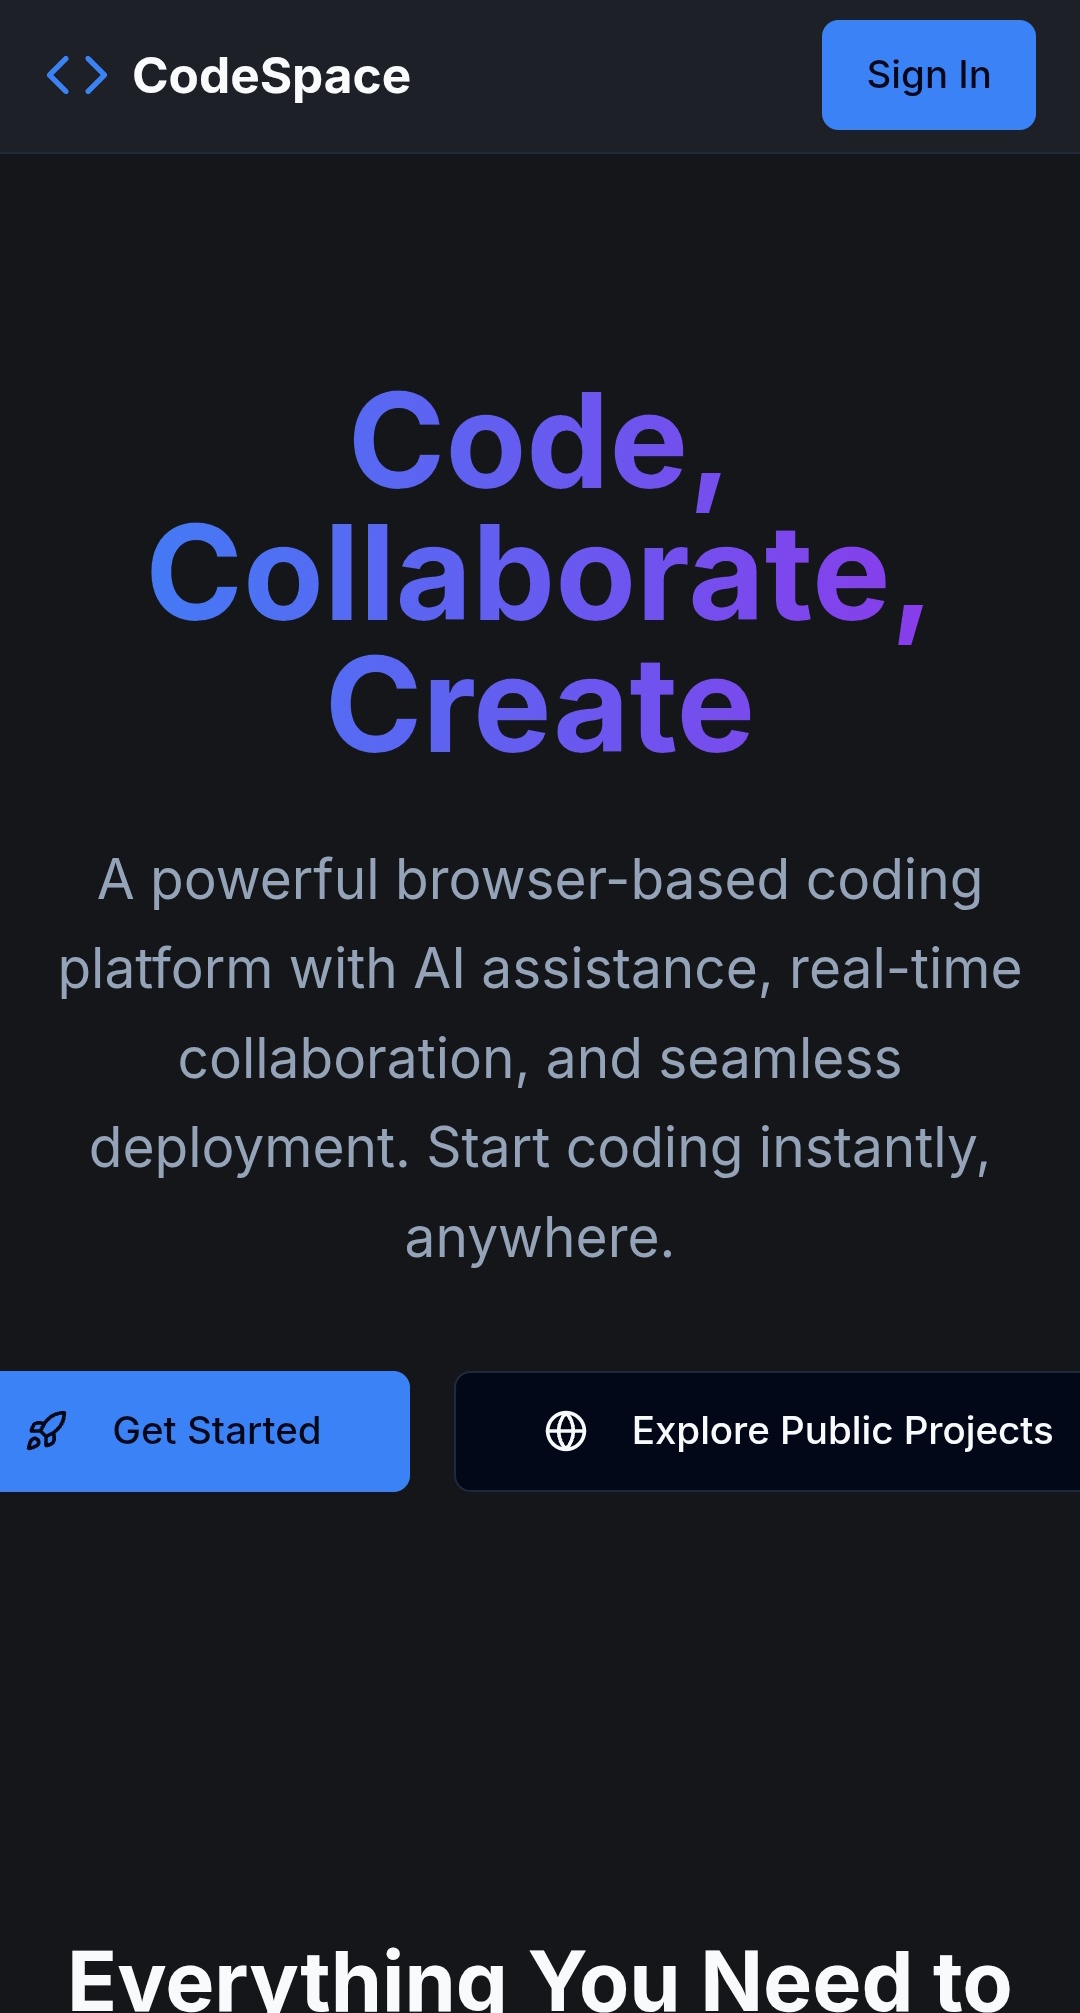 CodeSpace
Sign In
Code,
Collaborate,
Create
A powerful browser-based coding
platform with AI assistance, real-time
collaboration, and seamless
deployment. Start coding instantly,
anywhere.
Get Started
Explore Public Projects
Everything You Need to